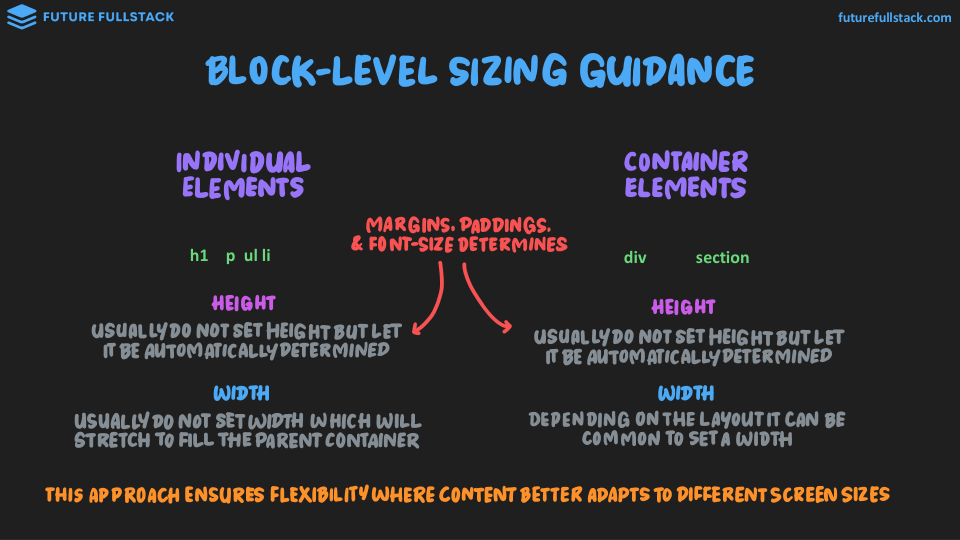 FUTURE FULLSTACK
futurefullstack.com
BLOCK-LEVEL SIZING GUIDANCE
INDIVIDUAL
ELEMENTS
CONTAINER
ELEMENTS
MARGINS, PADDINGS,
& FONT-SIZE DETERMINES
h1 p ul li
div section
HEIGHT
USUALLY DO NOT SET HEIGHT BUT LET
IT BE AUTOMATICALLY DETERMINED
HEIGHT
USUALLY DO NOT SET HEIGHT BUT LET
IT BE AUTOMATICALLY DETERMINED
WIDTH
USUALLY DO NOT SET WIDTH WHICH WILL
STRETCH TO FILL THE PARENT CONTAINER
WIDTH
DEPENDING ON THE LAYOUT IT CAN BE
COMMON TO SET A WIDTH
THIS APPROACH ENSURES FLEXIBILITY WHERE CONTENT BETTER ADAPTS TO DIFFERENT SCREEN SIZES